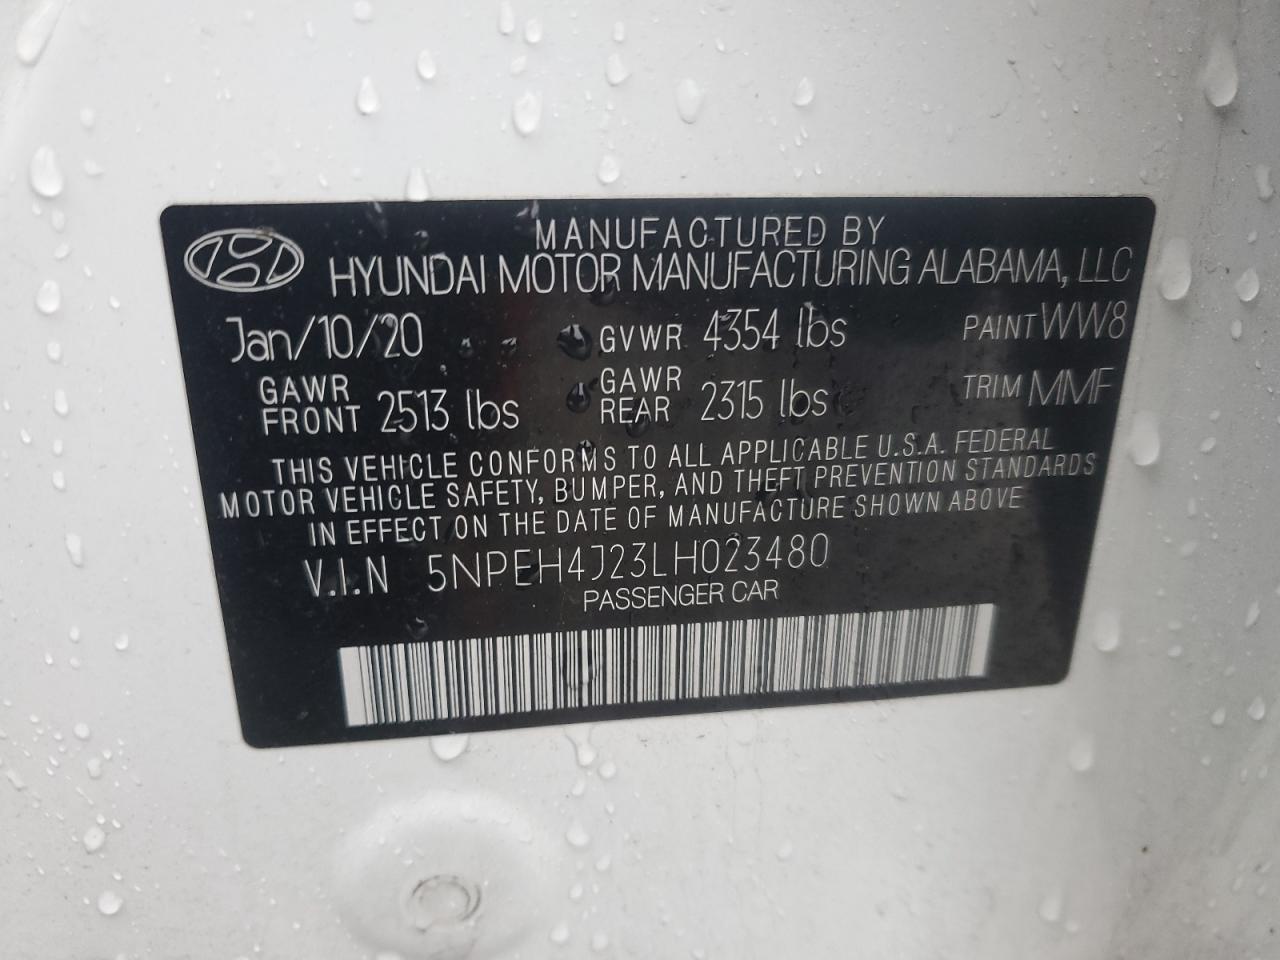 MANUFACTURED BY
HYUNDAI MOTOR MANUFACTURING ALABAMA, LLC
Jan/10/20 GVWR 4354 lbs PAINT WW8
GAWR FRONT 2513 lbs GAWR REAR 2315 lbs TRIM MMF
THIS VEHICLE CONFORMS TO ALL APPLICABLE U.S.A. FEDERAL
MOTOR VEHICLE SAFETY, BUMPER, AND THEFT PREVENTION STANDARDS
IN EFFECT ON THE DATE OF MANUFACTURE SHOWN ABOVE
V.I.N 5NPEH4J23LH023480
PASSENGER CAR